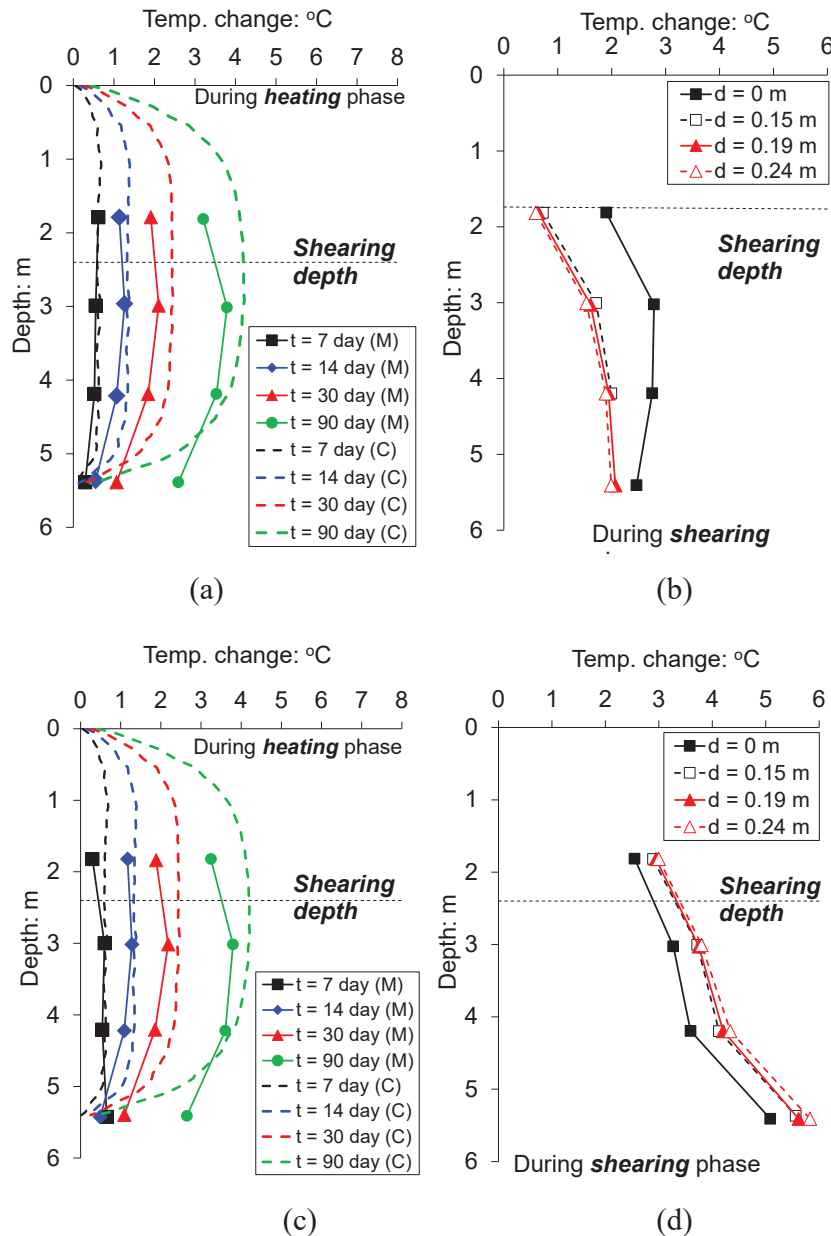 Temp. change: °C
0 1 2 3 4 5 6 7 8
During heating phase
Shearing
depth
Depth: m
0
1
2
3
4
5
6
t = 7 day (M)
t = 14 day (M)
t = 30 day (M)
t = 90 day (M)
t = 7 day (C)
t = 14 day (C)
t = 30 day (C)
t = 90 day (C)
(a)
Temp. change: °C
0 1 2 3 4 5 6
d = 0 m
d = 0.15 m
d = 0.19 m
d = 0.24 m
Shearing
depth
Depth: m
0
1
2
3
4
5
6
During shearing
(b)
Temp. change: °C
0 1 2 3 4 5 6 7 8
During heating phase
Shearing
depth
Depth: m
0
1
2
3
4
5
6
t = 7 day (M)
t = 14 day (M)
t = 30 day (M)
t = 90 day (M)
t = 7 day (C)
t = 14 day (C)
t = 30 day (C)
t = 90 day (C)
(c)
Temp. change: °C
0 1 2 3 4 5 6
d = 0 m
d = 0.15 m
d = 0.19 m
d = 0.24 m
Shearing
depth
Depth: m
0
1
2
3
4
5
6
During shearing phase
(d)